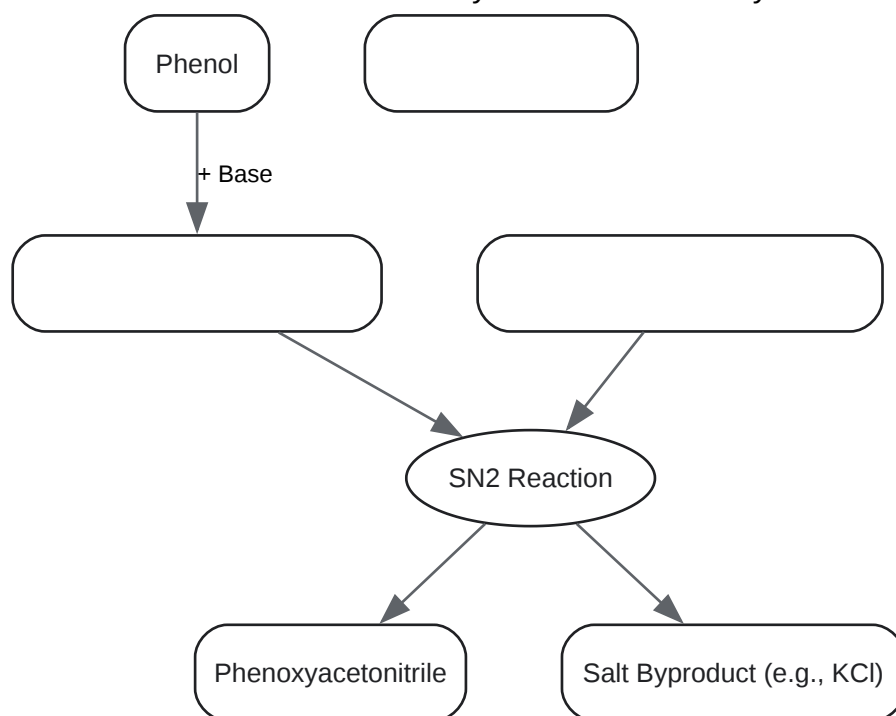 Phenol
+ Base
SN2 Reaction
Phenoxyacetonitrile
Salt Byproduct (e.g., KCl)